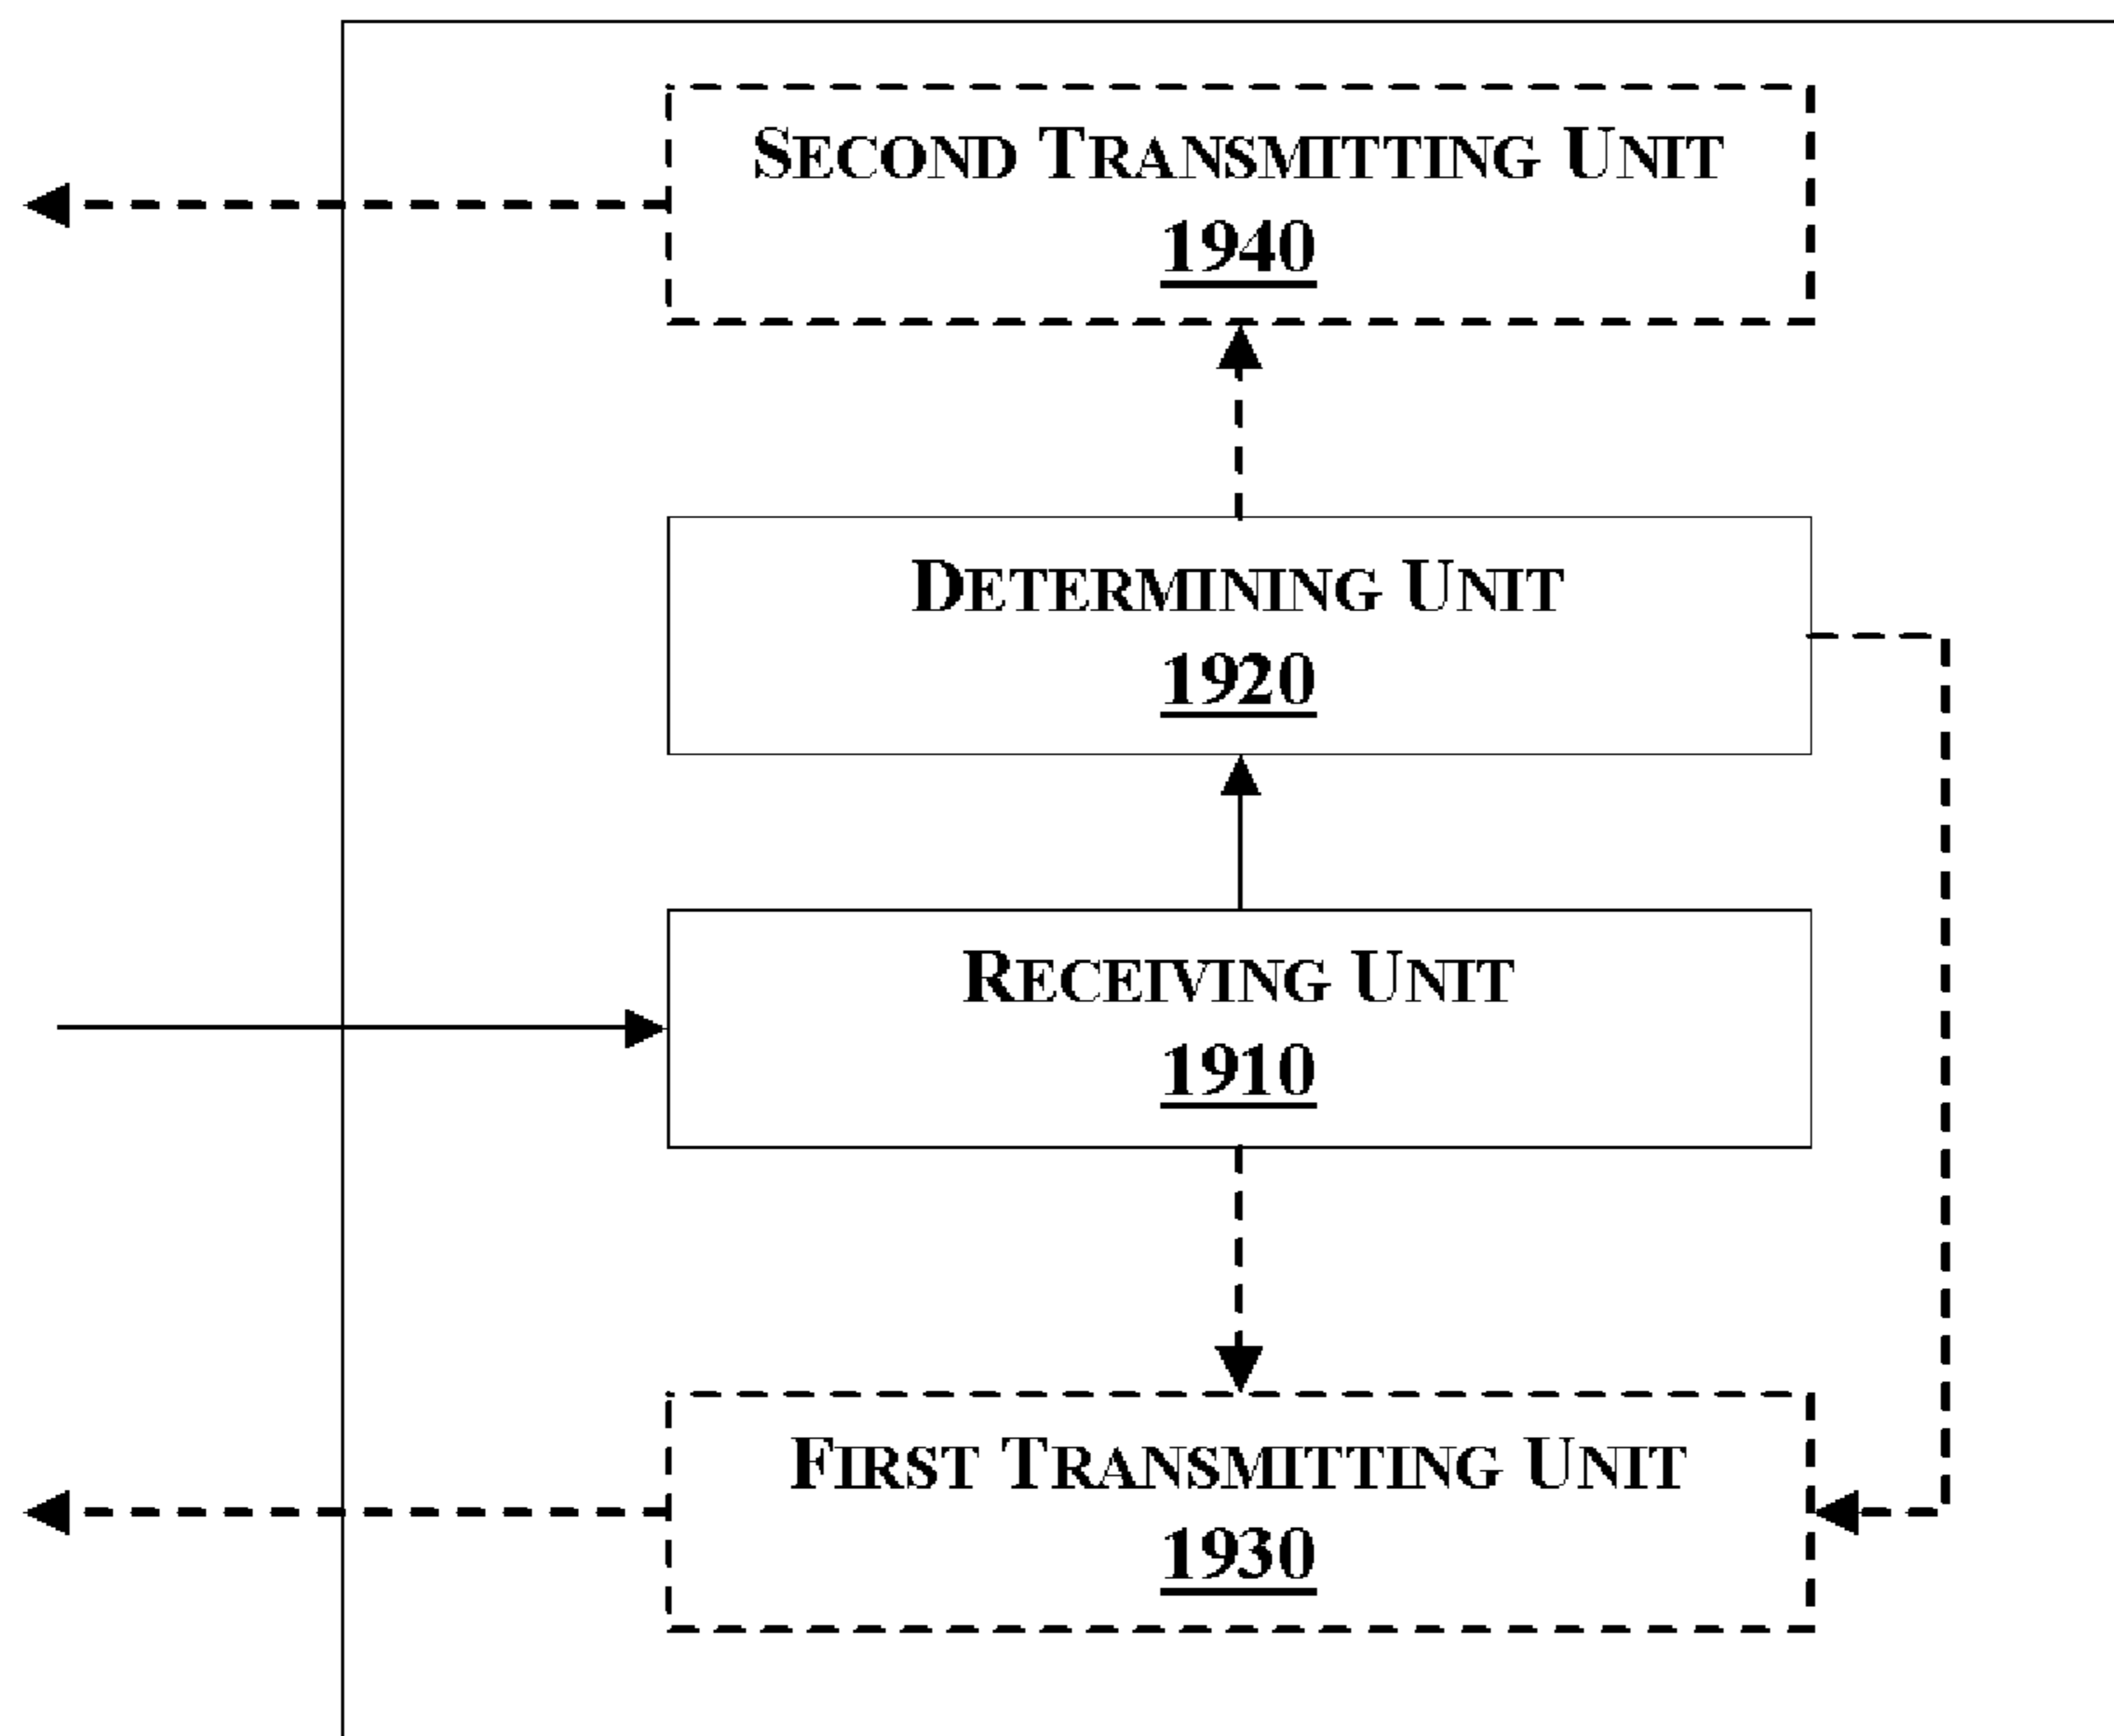 SECOND TRANSMITTING UNIT
1940
DETERMINING UNIT
1920
RECEIVING UNIT
1910
FIRST TRANSMITTING UNIT
1930